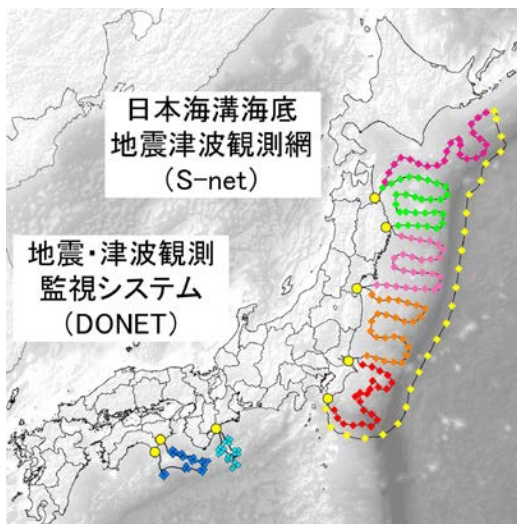 日本海溝海底
地震津波観測網
(S-net)
地震・津波観測
監視システム
(DONET)